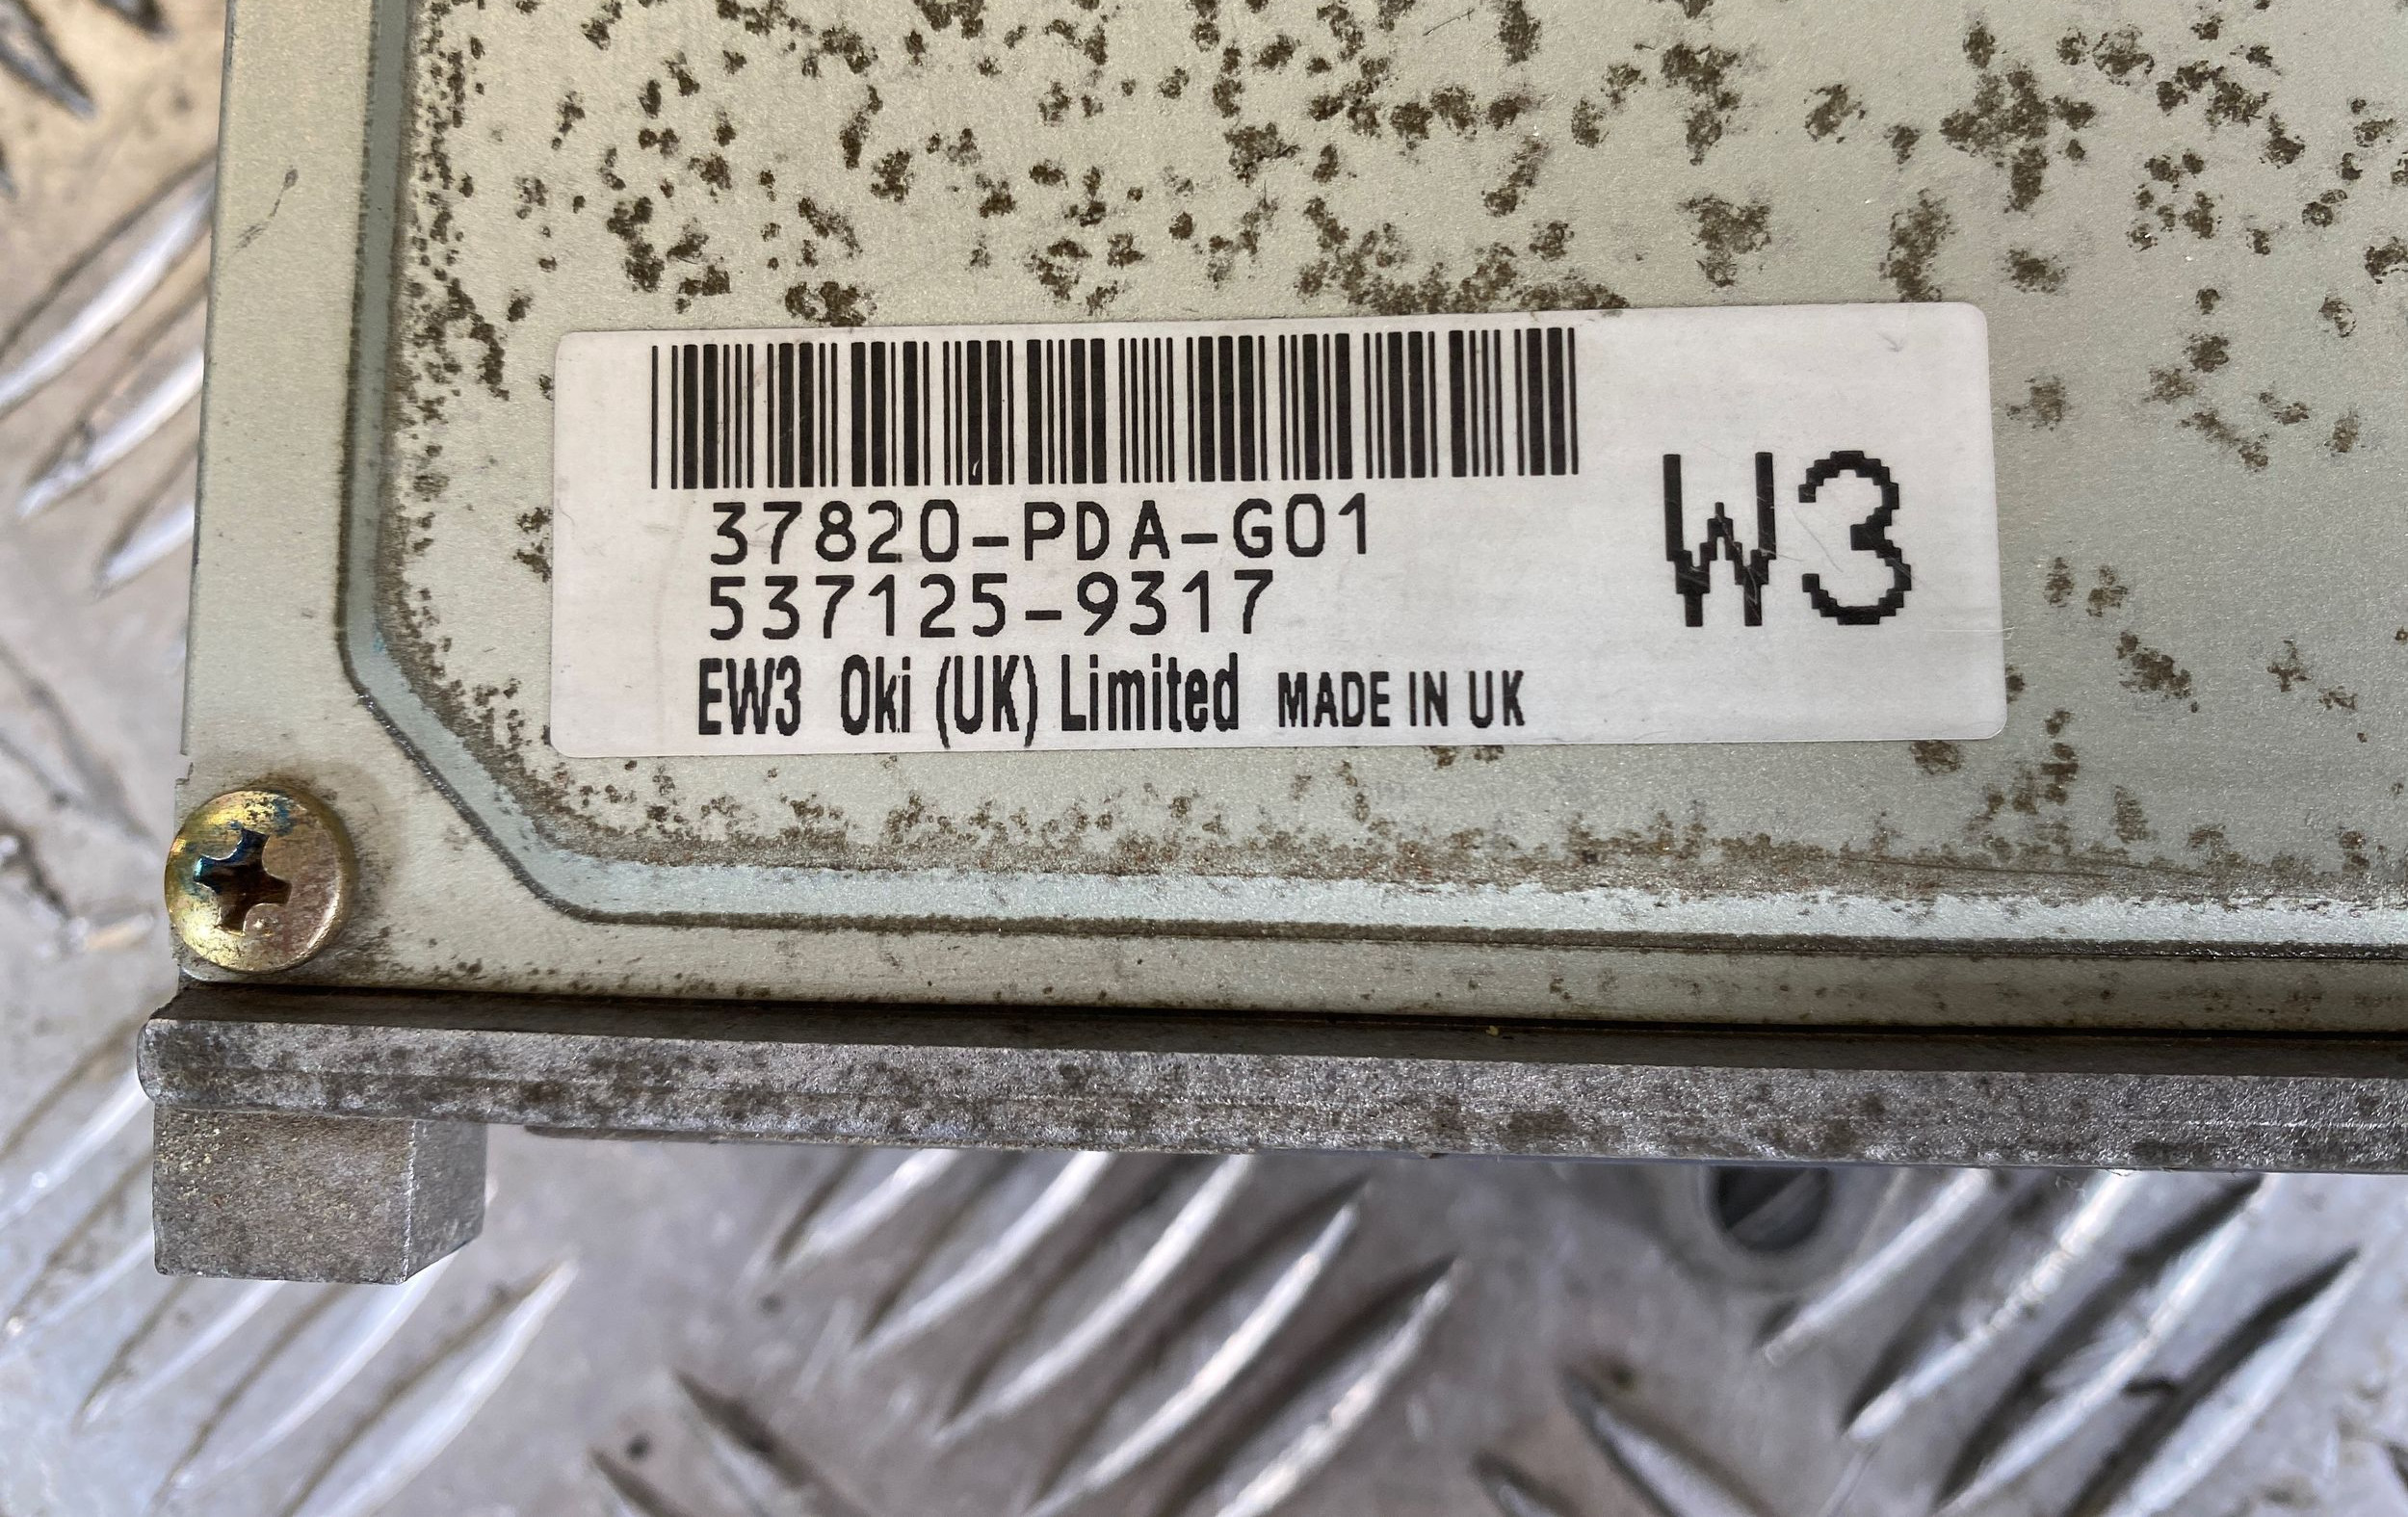 37820-PDA-G01
537125-9317
W3
EW3 Oki (UK) Limited MADE IN UK